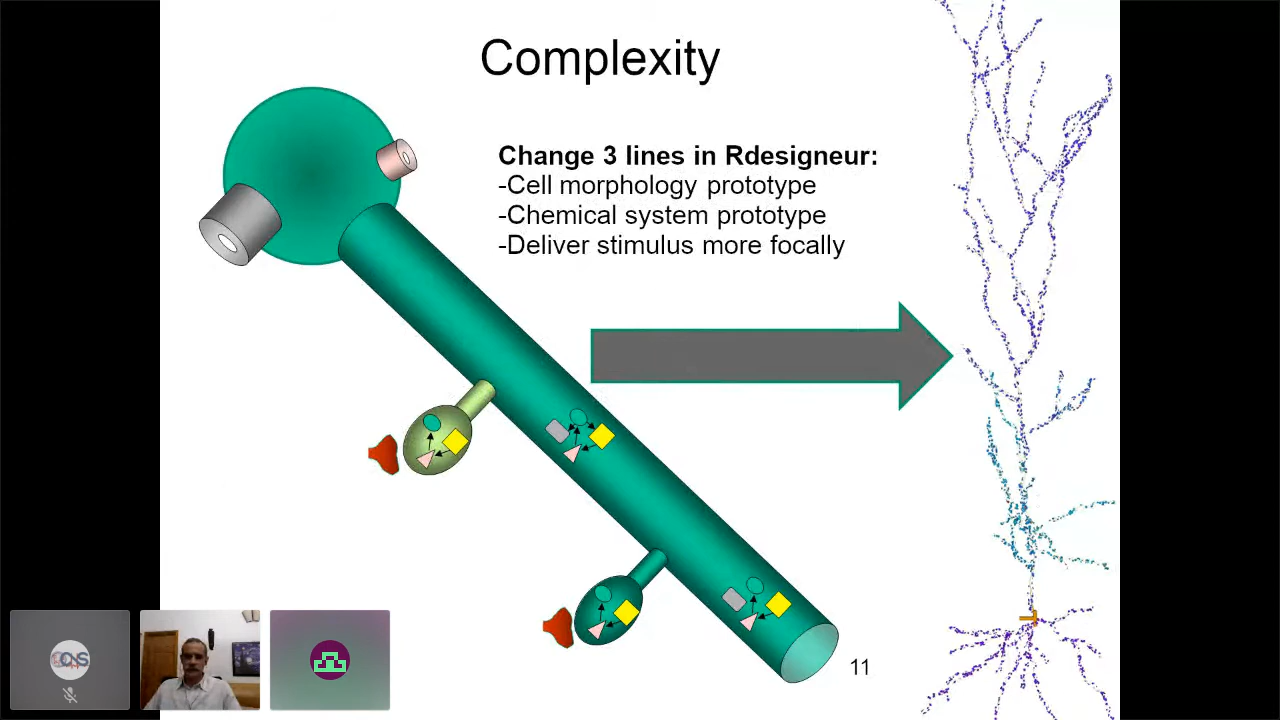 Complexity
Change 3 lines in Rdesigneur:
-Cell morphology prototype
-Chemical system prototype
-Deliver stimulus more focally
11